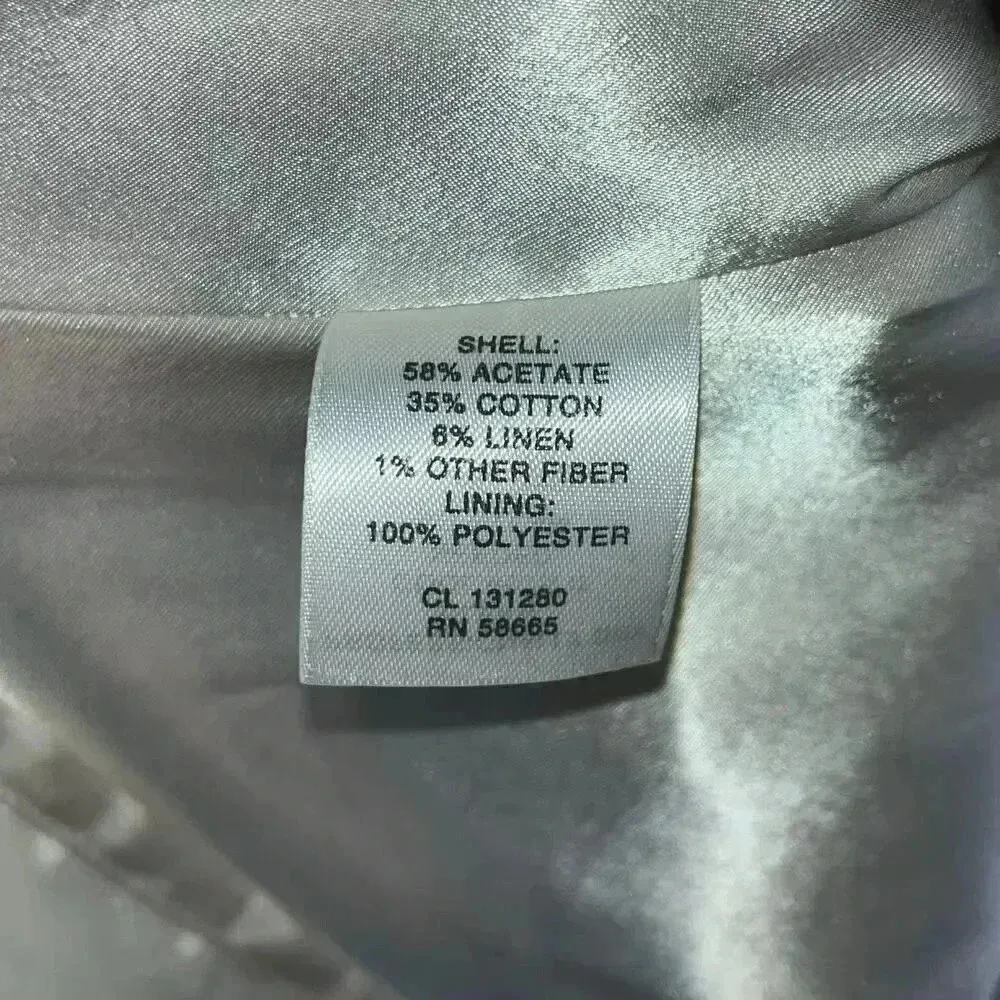 SHELL:
58% ACETATE
35% COTTON
6% LINEN
1% OTHER FIBER
LINING:
100% POLYESTER
CL 131280
RN 58665